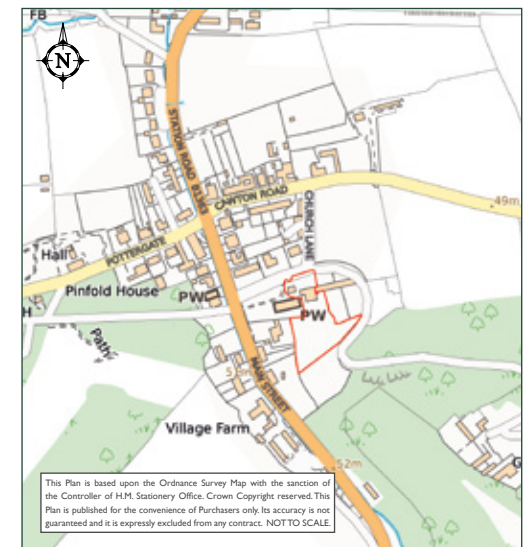 FB
N
STATION ROAD B1363
CAWTON ROAD
49m
CHURCH LANE
POTTERGATE
Hall
Pinfold House
PW
H
PW
Path
MAIN STREET
Village Farm
52m
G
This Plan is based upon the Ordnance Survey Map with the sanction of
the Controller of H.M. Stationery Office. Crown Copyright reserved. This
Plan is published for the convenience of Purchasers only. Its accuracy is not
guaranteed and it is expressly excluded from any contract. NOT TO SCALE.